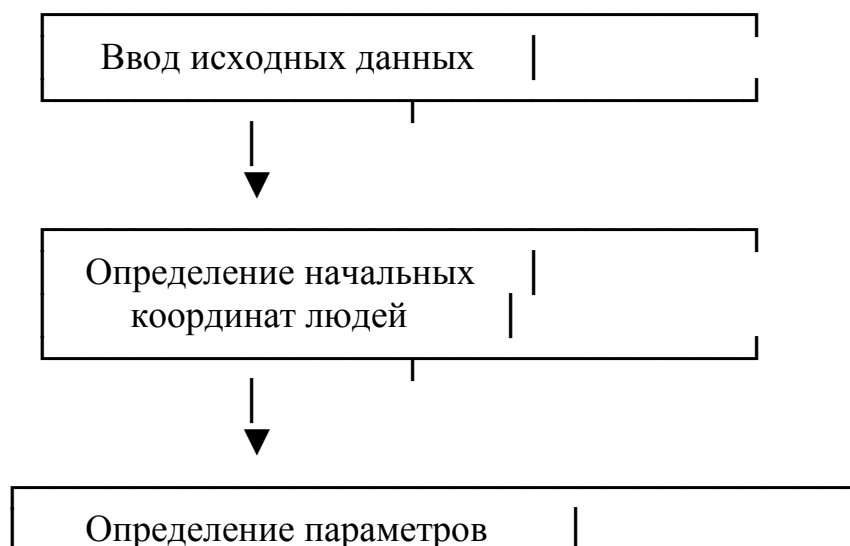 Ввод исходных данных
Определение начальных
координат людей
Определение параметров